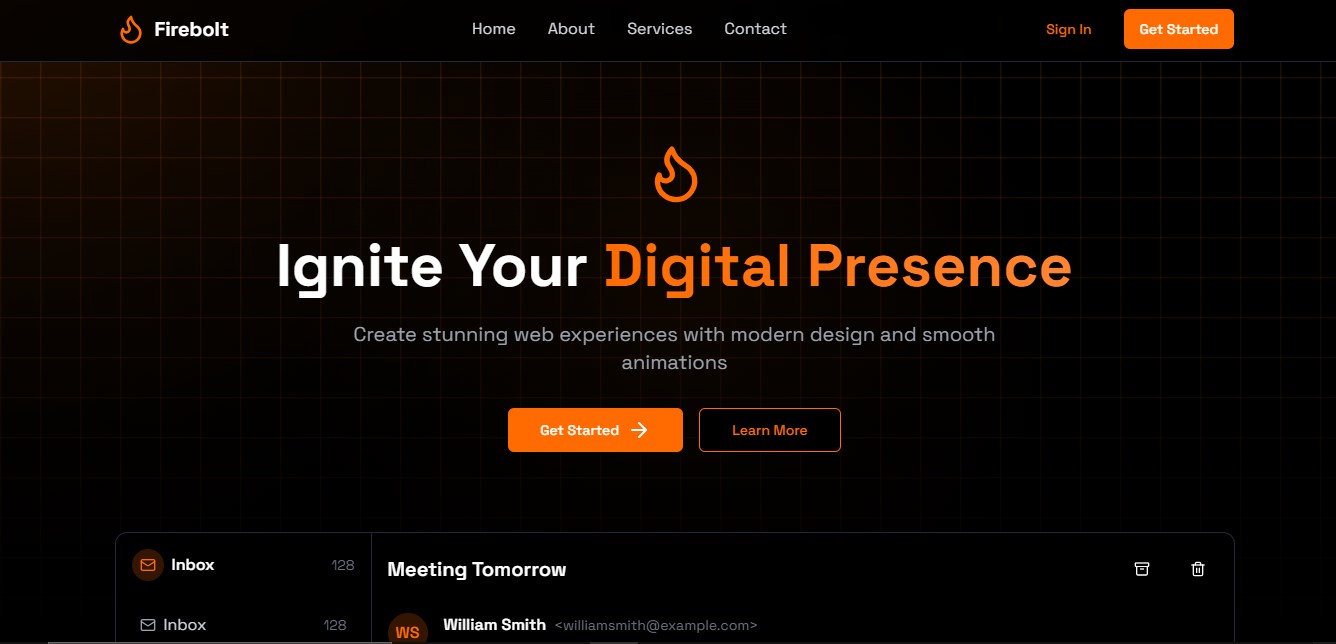 Firebolt
Home About Services Contact
Sign In
Get Started
Ignite Your Digital Presence
Create stunning web experiences with modern design and smooth
animations
Get Started
Learn More
Inbox 128
Inbox 128
Meeting Tomorrow
WS
William Smith <williamsmith@example.com>